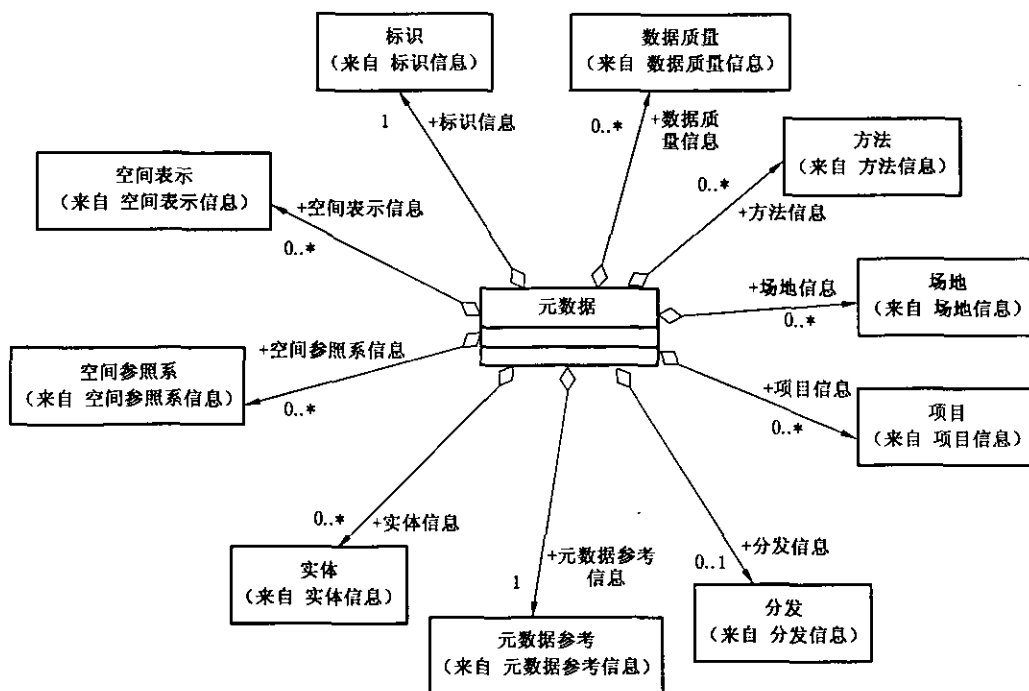 标识
（来自 标识信息）
数据质量
（来自 数据质量信息）
1
+标识信息
0..*
+数据质
量信息
方法
（来自 方法信息）
0..*
+方法信息
空间表示
（来自 空间表示信息）
+空间表示信息
0..*
元数据
+场地信息
0..*
场地
（来自 场地信息）
空间参照系
（来自 空间参照系信息）
+空间参照系信息
0..*
+项目信息
0..*
项目
（来自 项目信息）
0..*
+实体信息
实体
（来自 实体信息）
+元数据参考
信息
1
元数据参考
（来自 元数据参考信息）
+分发信息
0..1
分发
（来自 分发信息）